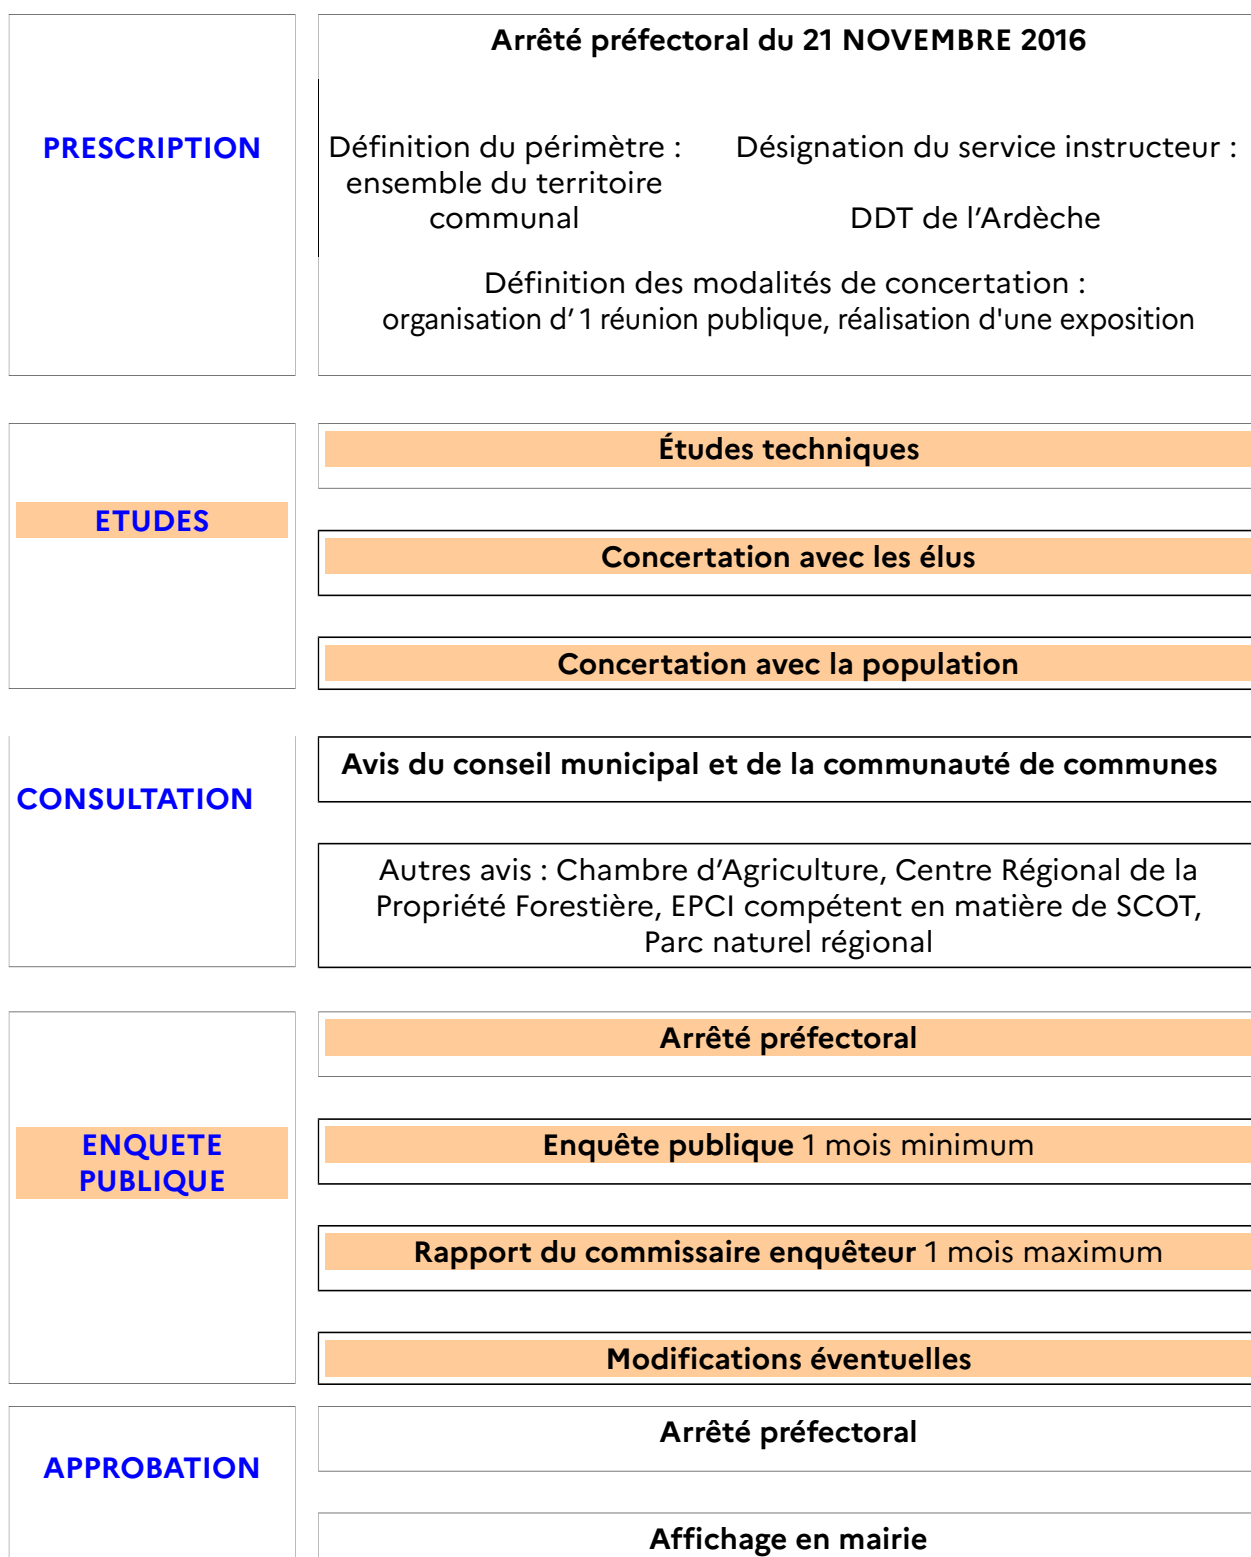 Arrêté préfectoral du 21 NOVEMBRE 2016
PRESCRIPTION
Définition du périmètre :
ensemble du territoire
communal
Désignation du service instructeur :
DDT de l’Ardèche
Définition des modalités de concertation :
organisation d’ 1 réunion publique, réalisation d'une exposition
ETUDES
Études techniques
Concertation avec les élus
Concertation avec la population
CONSULTATION
Avis du conseil municipal et de la communauté de communes
Autres avis : Chambre d’Agriculture, Centre Régional de la
Propriété Forestière, EPCI compétent en matière de SCOT,
Parc naturel régional
ENQUETE
PUBLIQUE
Arrêté préfectoral
Enquête publique 1 mois minimum
Rapport du commissaire enquêteur 1 mois maximum
Modifications éventuelles
APPROBATION
Arrêté préfectoral
Affichage en mairie